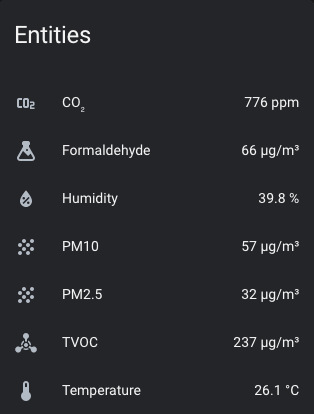 Entities
CO2 CO₂ 776 ppm
Formaldehyde 66 µg/m³
Humidity 39.8 %
PM10 57 µg/m³
PM2.5 32 µg/m³
TVOC 237 µg/m³
Temperature 26.1 °C